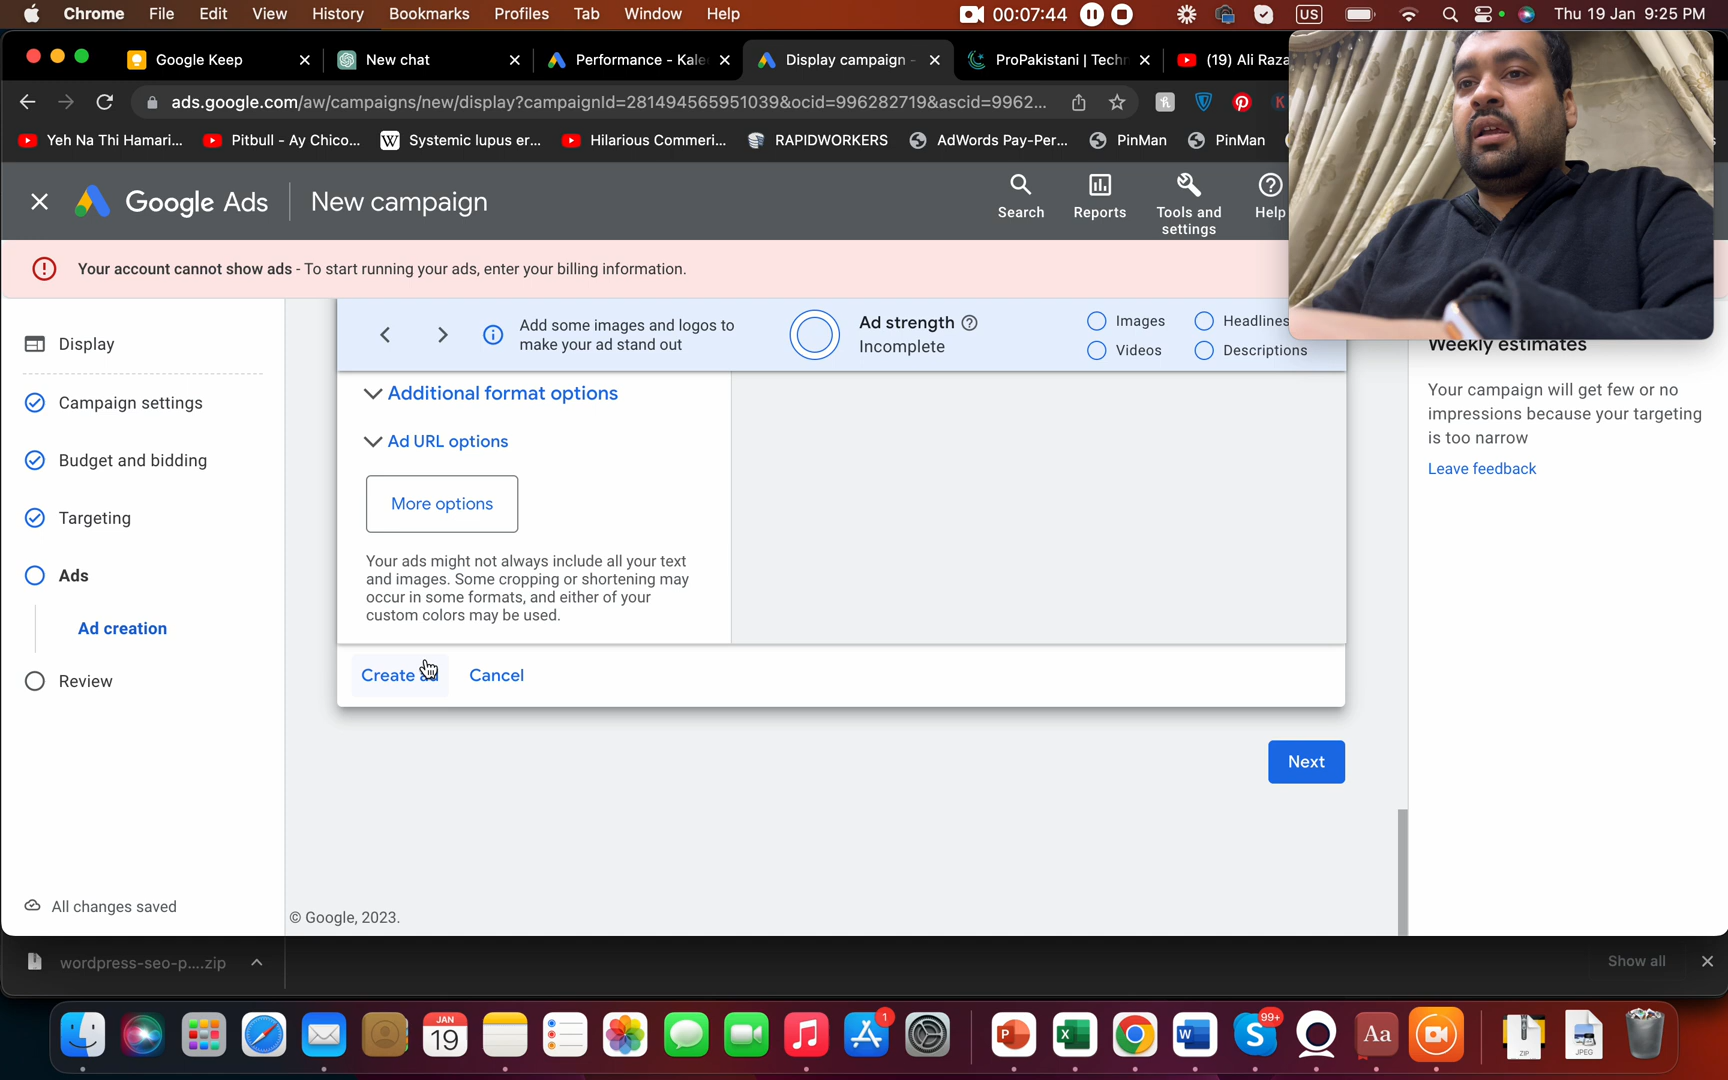 Chrome File Edit View History Bookmarks Profiles Tab Window Help 00:07:44 US Thu 19 Jan 9:25 PM
Google Keep New chat Performance - Kale Display campaign - ProPakistani | Techn (19) Ali Raza
ads.google.com/aw/campaigns/new/display?campaignId=281494565951039&ocid=996282719&ascid=9962...
Yeh Na Thi Hamari... Pitbull - Ay Chico... Systemic lupus er... Hilarious Commeri... RAPIDWORKERS AdWords Pay-Per... PinMan PinMan
Google Ads New campaign
Search Reports Tools and settings Help
Your account cannot show ads - To start running your ads, enter your billing information.
Display
Campaign settings
Budget and bidding
Targeting
Ads
Ad creation
Review
All changes saved
Add some images and logos to
make your ad stand out
Ad strength
Incomplete
Images Headlines
Videos Descriptions
Additional format options
Ad URL options
More options
Your ads might not always include all your text
and images. Some cropping or shortening may
occur in some formats, and either of your
custom colors may be used.
Create ad Cancel
Next
© Google, 2023.
Weekly estimates
Your campaign will get few or no
impressions because your targeting
is too narrow
Leave feedback
wordpress-seo-p....zip Show all
JAN
19
1
99+
Aa
ZIP
JPEG